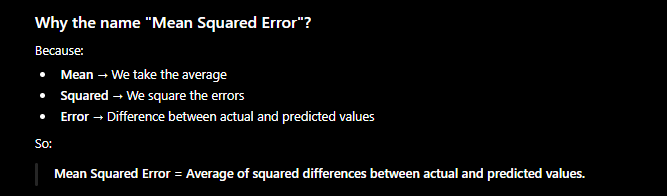 Why the name "Mean Squared Error"?
Because:
• Mean → We take the average
• Squared → We square the errors
• Error → Difference between actual and predicted values
So:
Mean Squared Error = Average of squared differences between actual and predicted values.